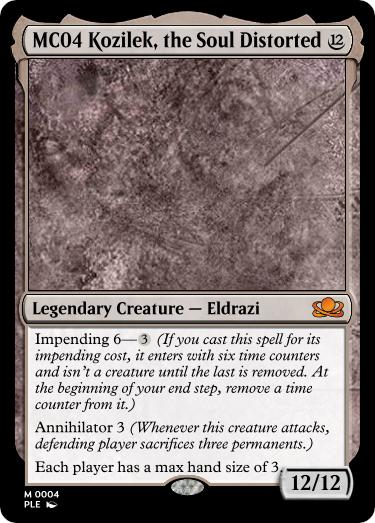 MC04 Kozilek, the Soul Distorted 12
Legendary Creature — Eldrazi
Impending 6—3 (If you cast this spell for its
impending cost, it enters with six time counters
and isn't a creature until the last is removed. At
the beginning of your end step, remove a time
counter from it.)
Annihilator 3 (Whenever this creature attacks,
defending player sacrifices three permanents.)
Each player has a max hand size of 3.
12/12
M 0004
PLE